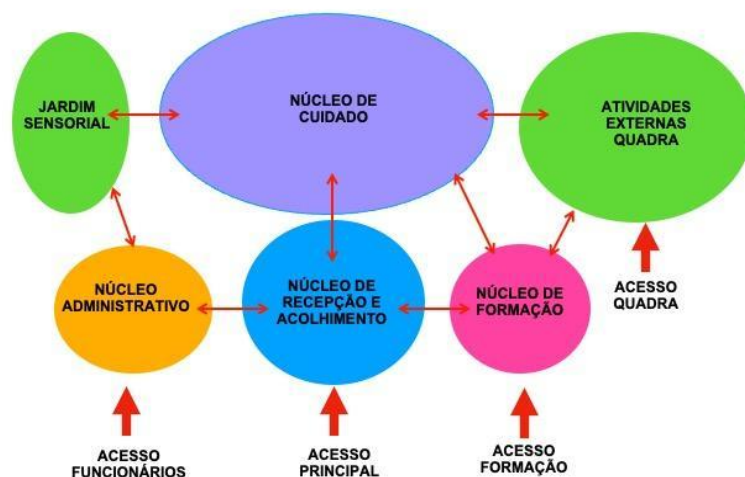 JARDIM
SENSORIAL
NÚCLEO DE
CUIDADO
ATIVIDADES
EXTERNAS
QUADRA
NÚCLEO
ADMINISTRATIVO
NÚCLEO DE
RECEPÇÃO E
ACOLHIMENTO
NÚCLEO DE
FORMAÇÃO
ACESSO
QUADRA
ACESSO
FUNCIONÁRIOS
ACESSO
PRINCIPAL
ACESSO
FORMAÇÃO